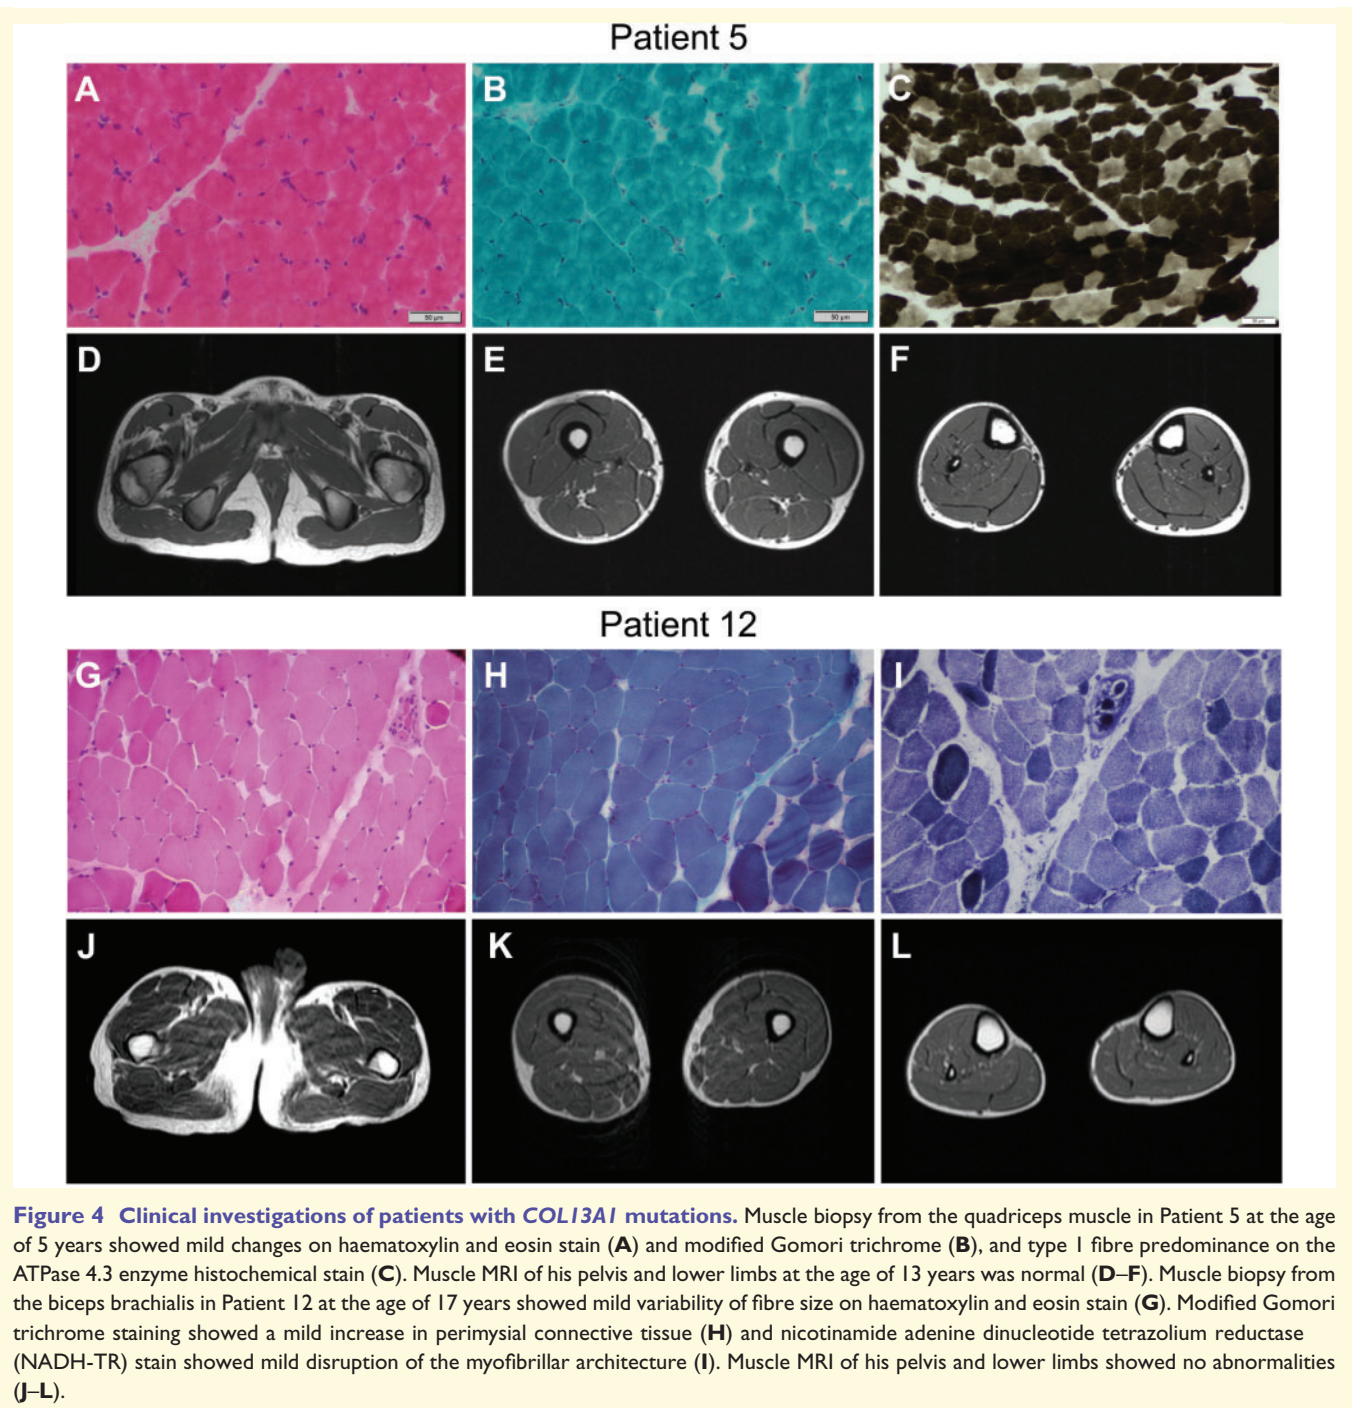 Patient 5
A
B
C
50 µm
50 µm
D
E
F
Patient 12
G
H
I
J
K
L
Figure 4 Clinical investigations of patients with COL13A1 mutations. Muscle biopsy from the quadriceps muscle in Patient 5 at the age
of 5 years showed mild changes on haematoxylin and eosin stain (A) and modified Gomori trichrome (B), and type 1 fibre predominance on the
ATPase 4.3 enzyme histochemical stain (C). Muscle MRI of his pelvis and lower limbs at the age of 13 years was normal (D–F). Muscle biopsy from
the biceps brachialis in Patient 12 at the age of 17 years showed mild variability of fibre size on haematoxylin and eosin stain (G). Modified Gomori
trichrome staining showed a mild increase in perimysial connective tissue (H) and nicotinamide adenine dinucleotide tetrazolium reductase
(NADH-TR) stain showed mild disruption of the myofibrillar architecture (I). Muscle MRI of his pelvis and lower limbs showed no abnormalities
(J–L).